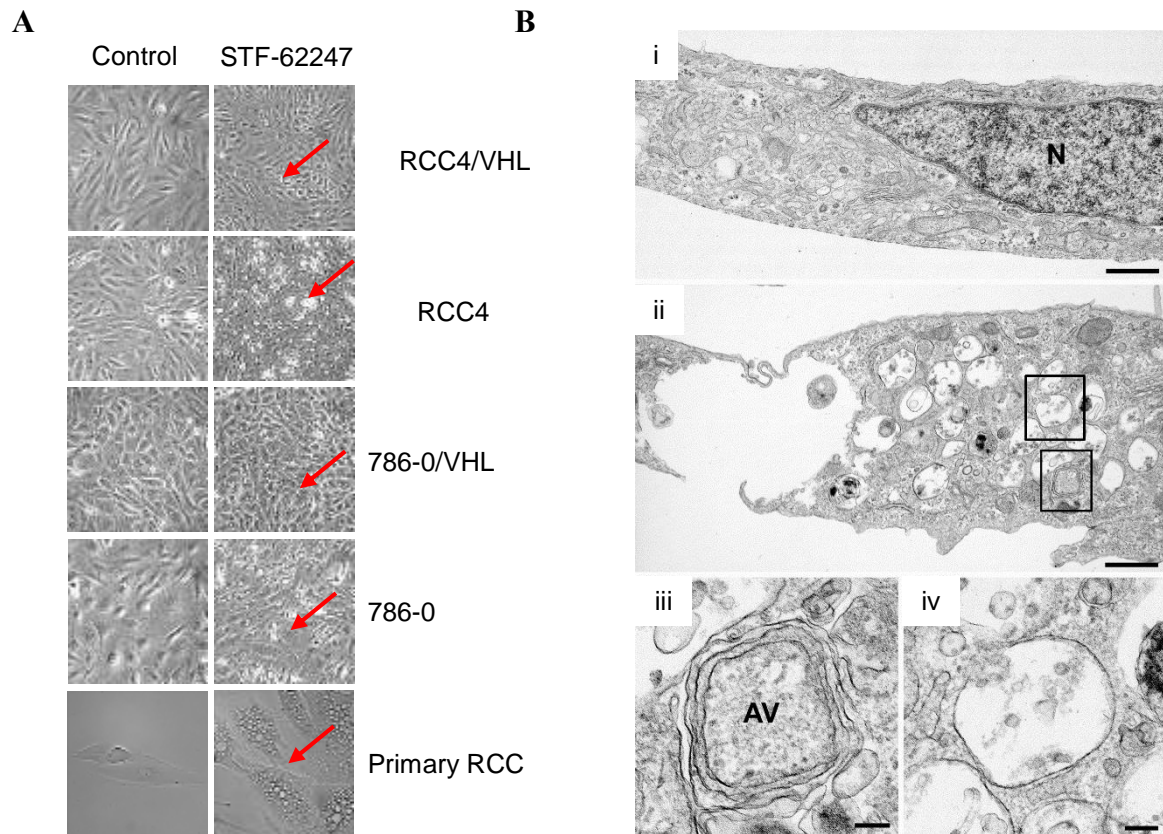 A
Control STF-62247
RCC4/VHL
RCC4
786-0/VHL
786-0
Primary RCC
B
i
N
ii
iii
AV
iv